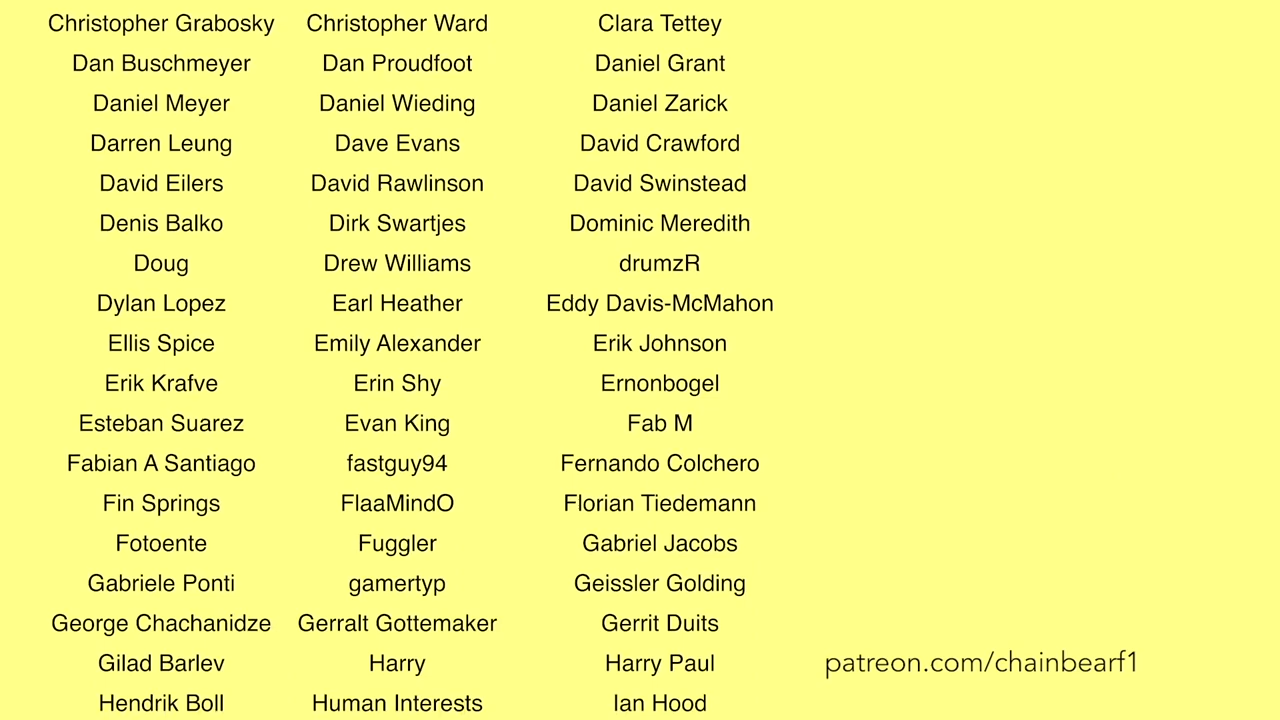 Christopher Grabosky Christopher Ward Clara Tettey
Dan Buschmeyer Dan Proudfoot Daniel Grant
Daniel Meyer Daniel Wieding Daniel Zarick
Darren Leung Dave Evans David Crawford
David Eilers David Rawlinson David Swinstead
Denis Balko Dirk Swartjes Dominic Meredith
Doug Drew Williams drumzR
Dylan Lopez Earl Heather Eddy Davis-McMahon
Ellis Spice Emily Alexander Erik Johnson
Erik Krafve Erin Shy Ernonbogel
Esteban Suarez Evan King Fab M
Fabian A Santiago fastguy94 Fernando Colchero
Fin Springs FlaaMindO Florian Tiedemann
Fotoente Fuggler Gabriel Jacobs
Gabriele Ponti gamertyp Geissler Golding
George Chachanidze Gerralt Gottemaker Gerrit Duits
Gilad Barlev Harry Harry Paul patreon.com/chainbearf1
Hendrik Boll Human Interests Ian Hood